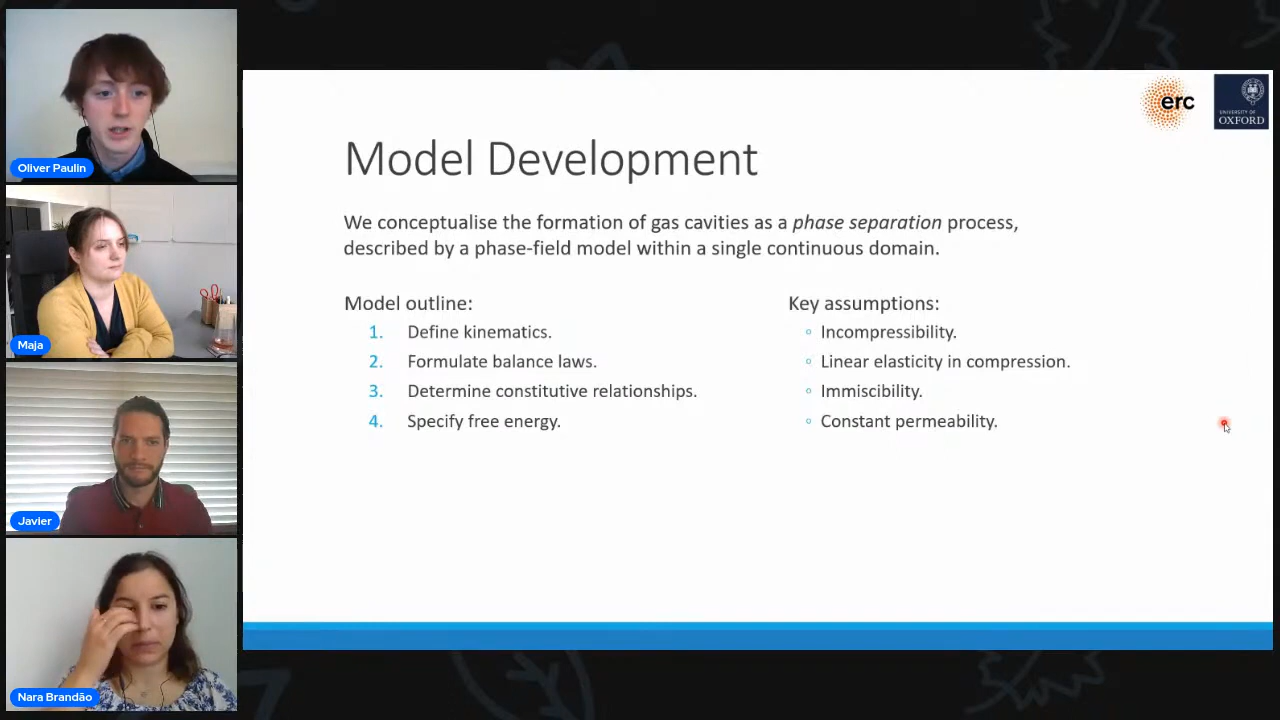 Oliver Paulin
Maja
Javier
Nara Brandão
erc
UNIVERSITY OF
OXFORD
Model Development
We conceptualise the formation of gas cavities as a phase separation process,
described by a phase-field model within a single continuous domain.
Model outline:
1. Define kinematics.
2. Formulate balance laws.
3. Determine constitutive relationships.
4. Specify free energy.
Key assumptions:
◦ Incompressibility.
◦ Linear elasticity in compression.
◦ Immiscibility.
◦ Constant permeability.